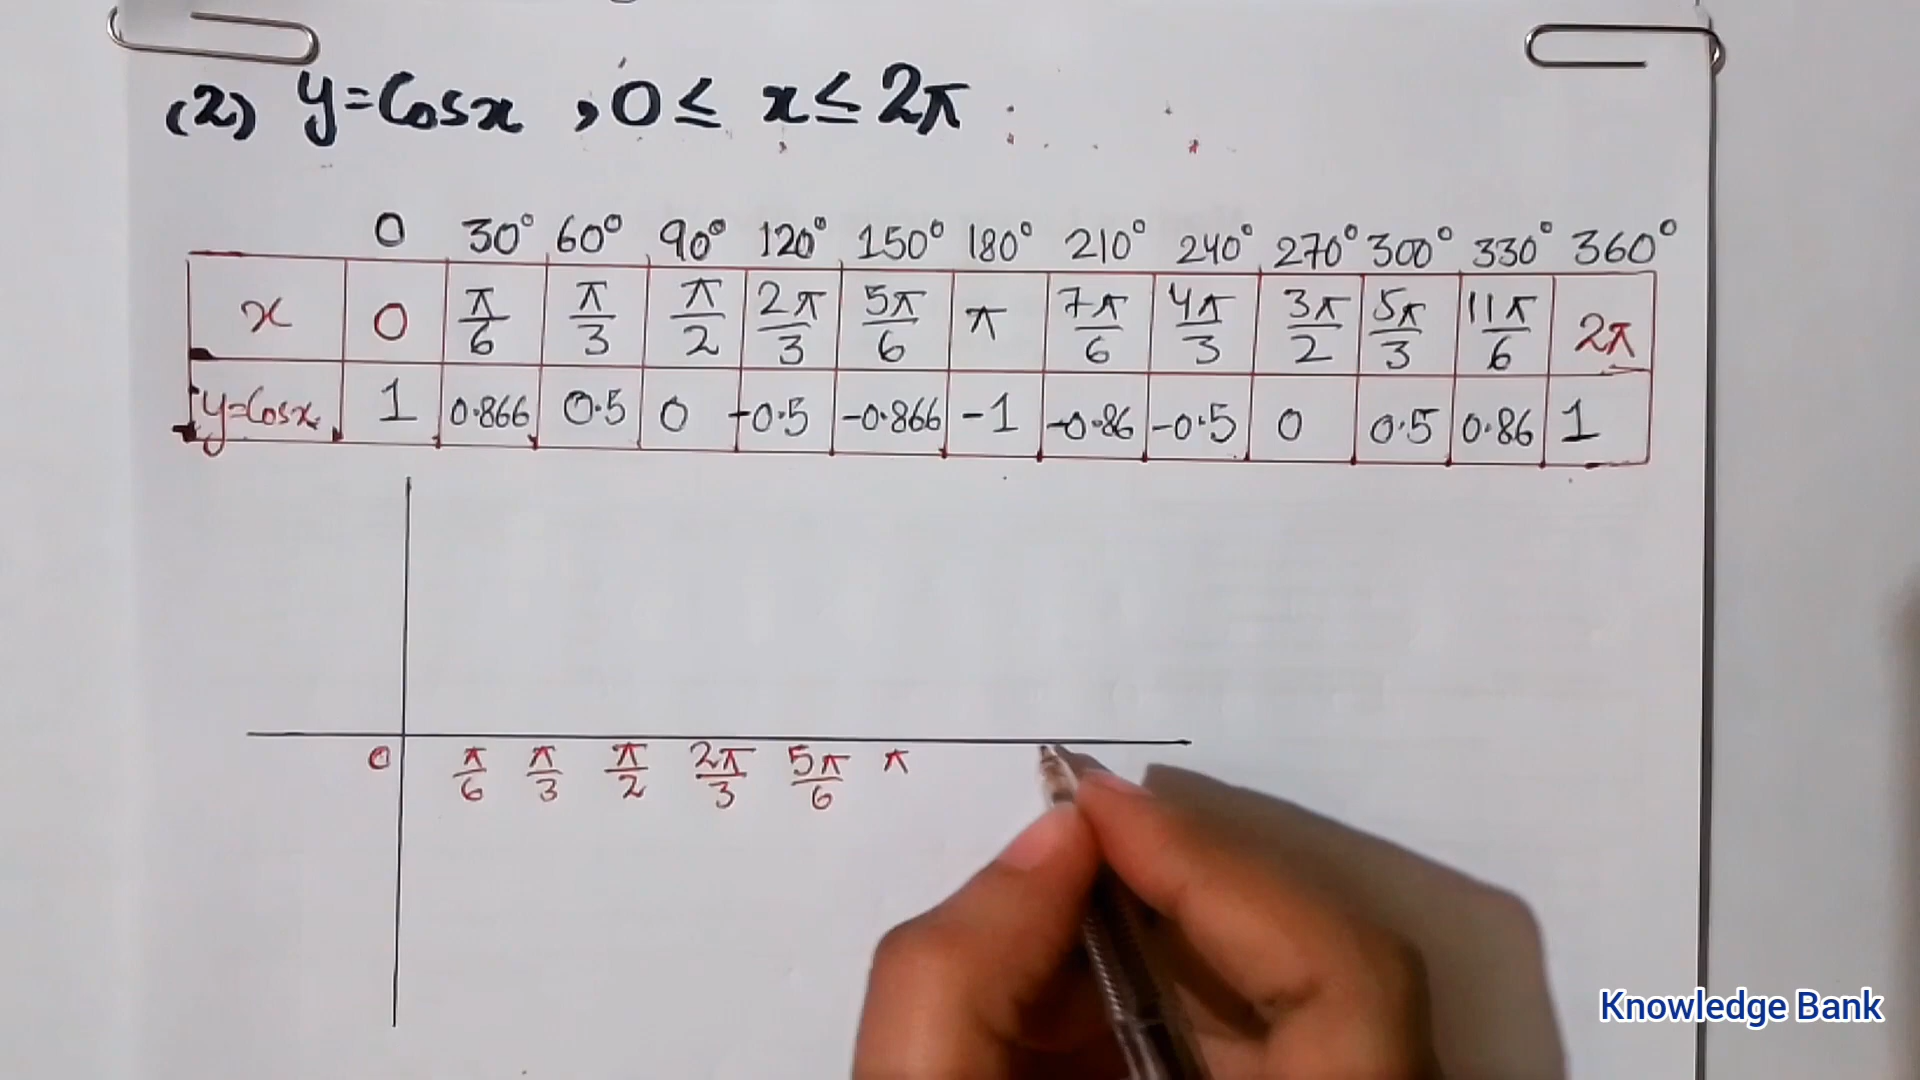 (2) y=Cosx , 0 ≤ x ≤ 2π
0 30° 60° 90° 120° 150° 180° 210° 240° 270° 300° 330° 360°
x 0 π/6 π/3 π/2 2π/3 5π/6 π 7π/6 4π/3 3π/2 5π/3 11π/6 2π
y=Cosx 1 0.866 0.5 0 -0.5 -0.866 -1 -0.86 -0.5 0 0.5 0.86 1
0 π/6 π/3 π/2 2π/3 5π/6 π
Knowledge Bank